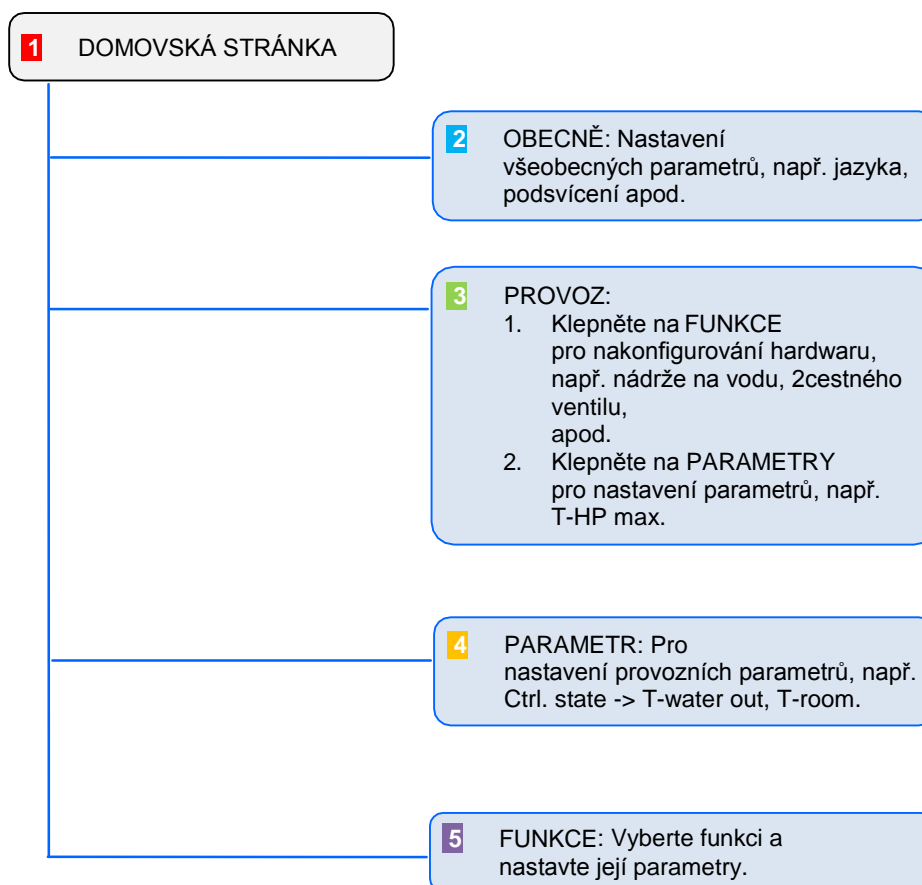 1 DOMOVSKÁ STRÁNKA
2 OBECNĚ: Nastavení
všeobecných parametrů, např. jazyka,
podsvícení apod.
3 PROVOZ:
1. Klepněte na FUNKCE
pro nakonfigurování hardwaru,
např. nádrže na vodu, 2cestného
ventilu,
apod.
2. Klepněte na PARAMETRY
pro nastavení parametrů, např.
T-HP max.
4 PARAMETR: Pro
nastavení provozních parametrů, např.
Ctrl. state -> T-water out, T-room.
5 FUNKCE: Vyberte funkci a
nastavte její parametry.